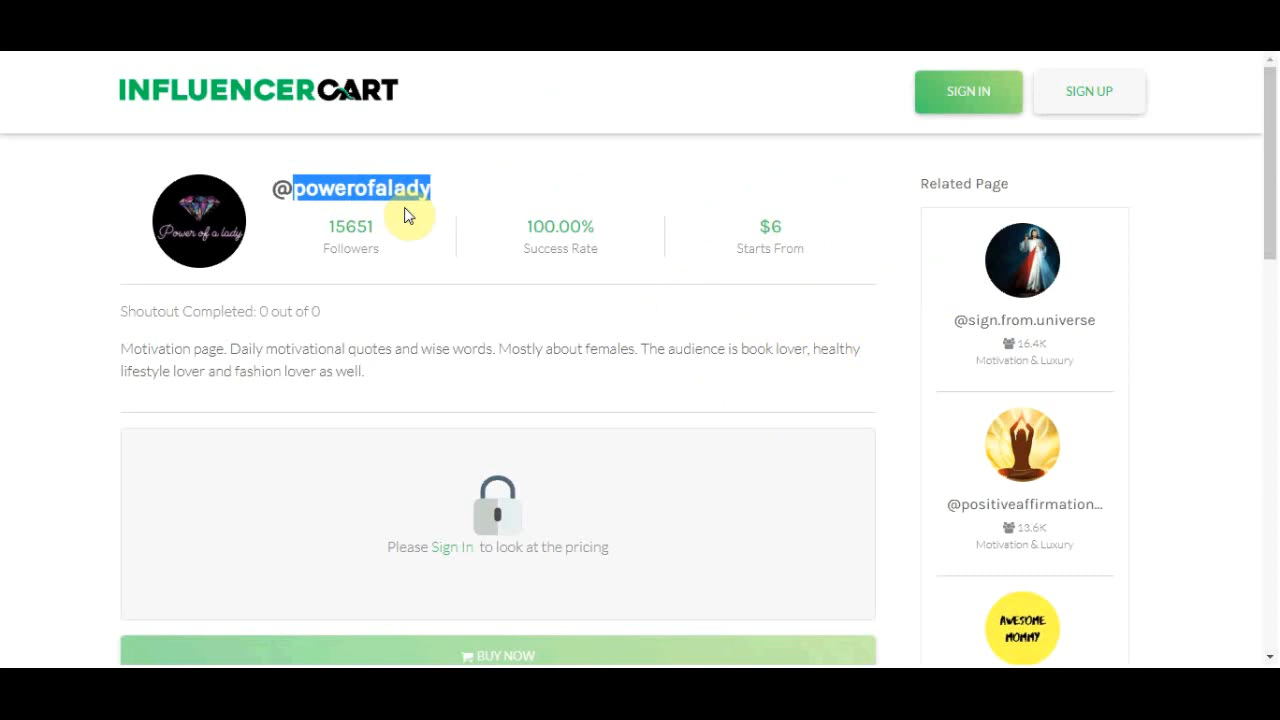 INFLUENCERCART
SIGN IN
SIGN UP
@powerofalady
Power of a lady
15651
Followers
100.00%
Success Rate
$6
Starts From
Shoutout Completed: 0 out of 0
Motivation page. Daily motivational quotes and wise words. Mostly about females. The audience is book lover, healthy
lifestyle lover and fashion lover as well.
Please Sign In to look at the pricing
BUY NOW
Related Page
@sign.from.universe
16.4K
Motivation & Luxury
@positiveaffirmation...
13.6K
Motivation & Luxury
AWESOME
MOMMY